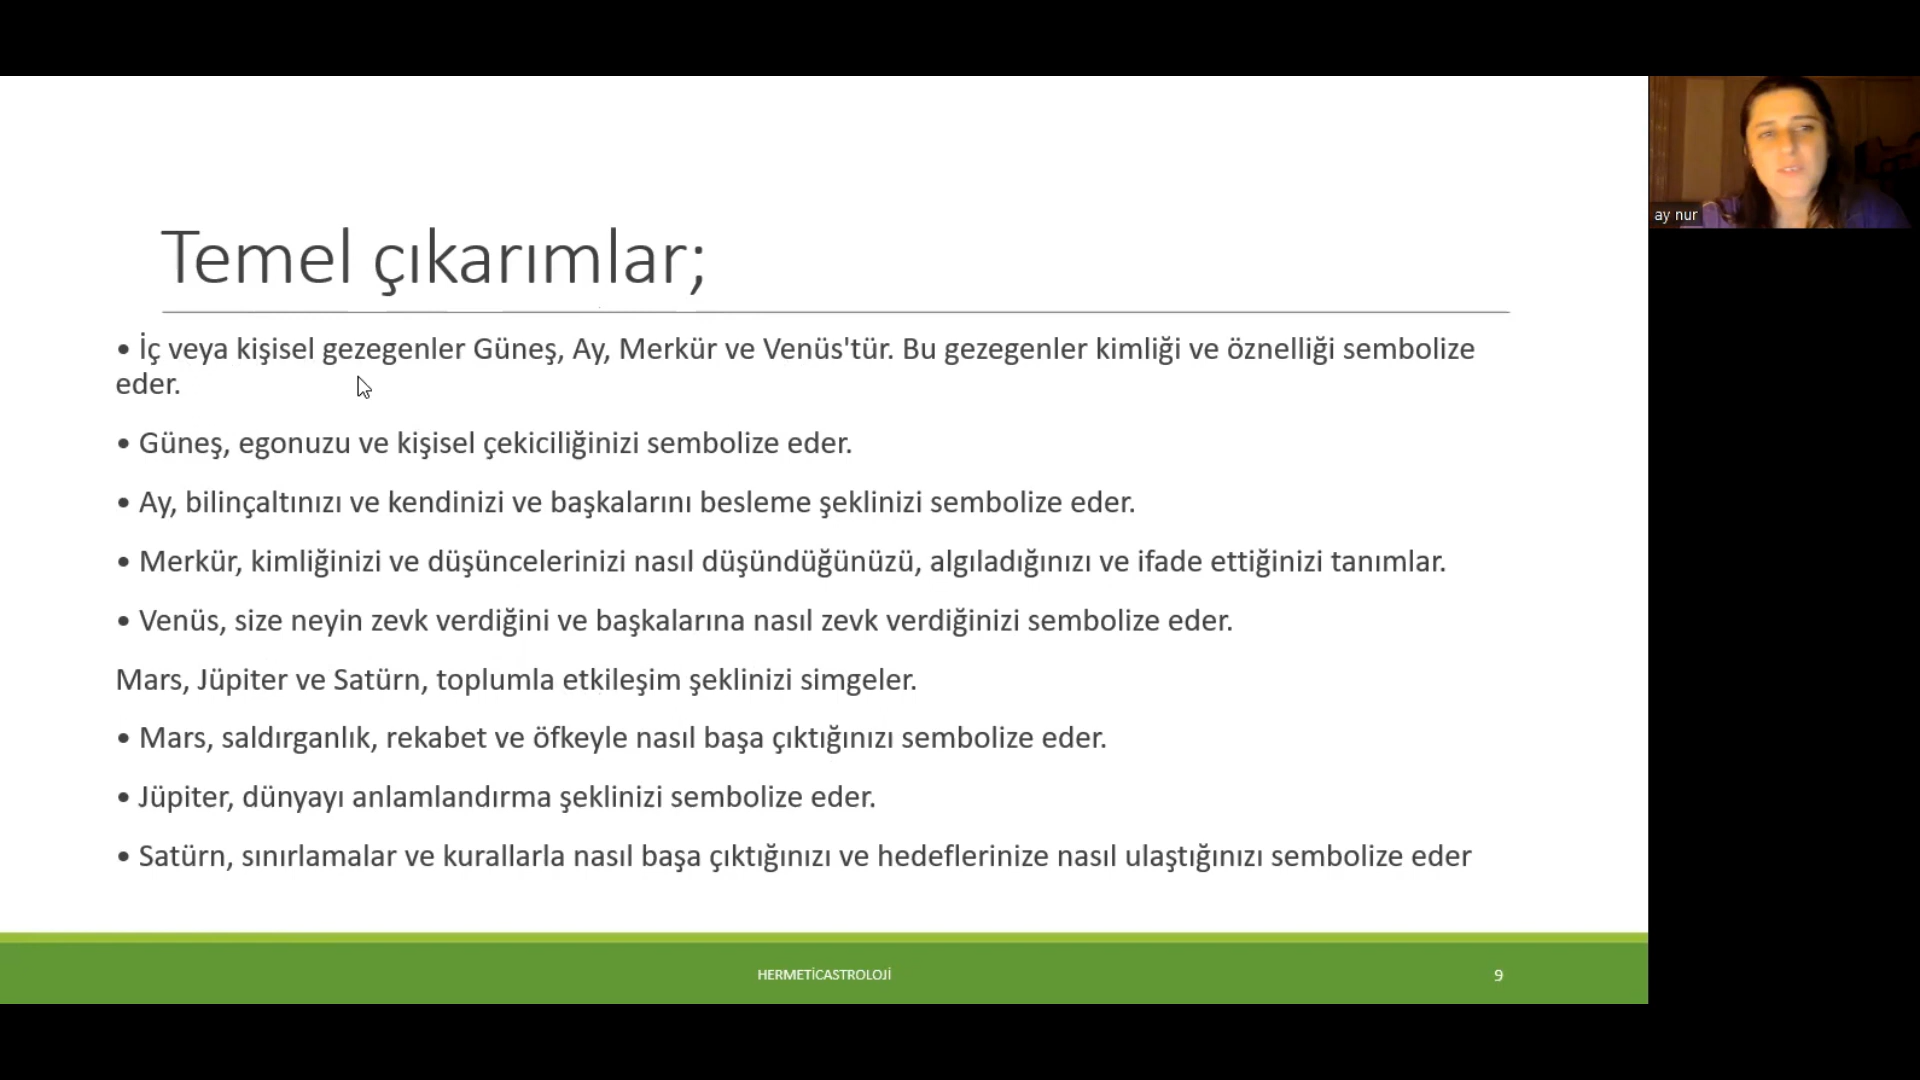 Temel çıkarımlar;
• İç veya kişisel gezegenler Güneş, Ay, Merkür ve Venüs'tür. Bu gezegenler kimliği ve öznelliği sembolize
eder.
• Güneş, egonuzu ve kişisel çekiciliğinizi sembolize eder.
• Ay, bilinçaltınızı ve kendinizi ve başkalarını besleme şeklinizi sembolize eder.
• Merkür, kimliğinizi ve düşüncelerinizi nasıl düşündüğünüzü, algıladığınızı ve ifade ettiğinizi tanımlar.
• Venüs, size neyin zevk verdiğini ve başkalarına nasıl zevk verdiğinizi sembolize eder.
Mars, Jüpiter ve Satürn, toplumla etkileşim şeklinizi simgeler.
• Mars, saldırganlık, rekabet ve öfkeyle nasıl başa çıktığınızı sembolize eder.
• Jüpiter, dünyayı anlamlandırma şeklinizi sembolize eder.
• Satürn, sınırlamalar ve kurallarla nasıl başa çıktığınızı ve hedeflerinize nasıl ulaştığınızı sembolize eder
HERMETİCASTROLOJİ
9
ay nur